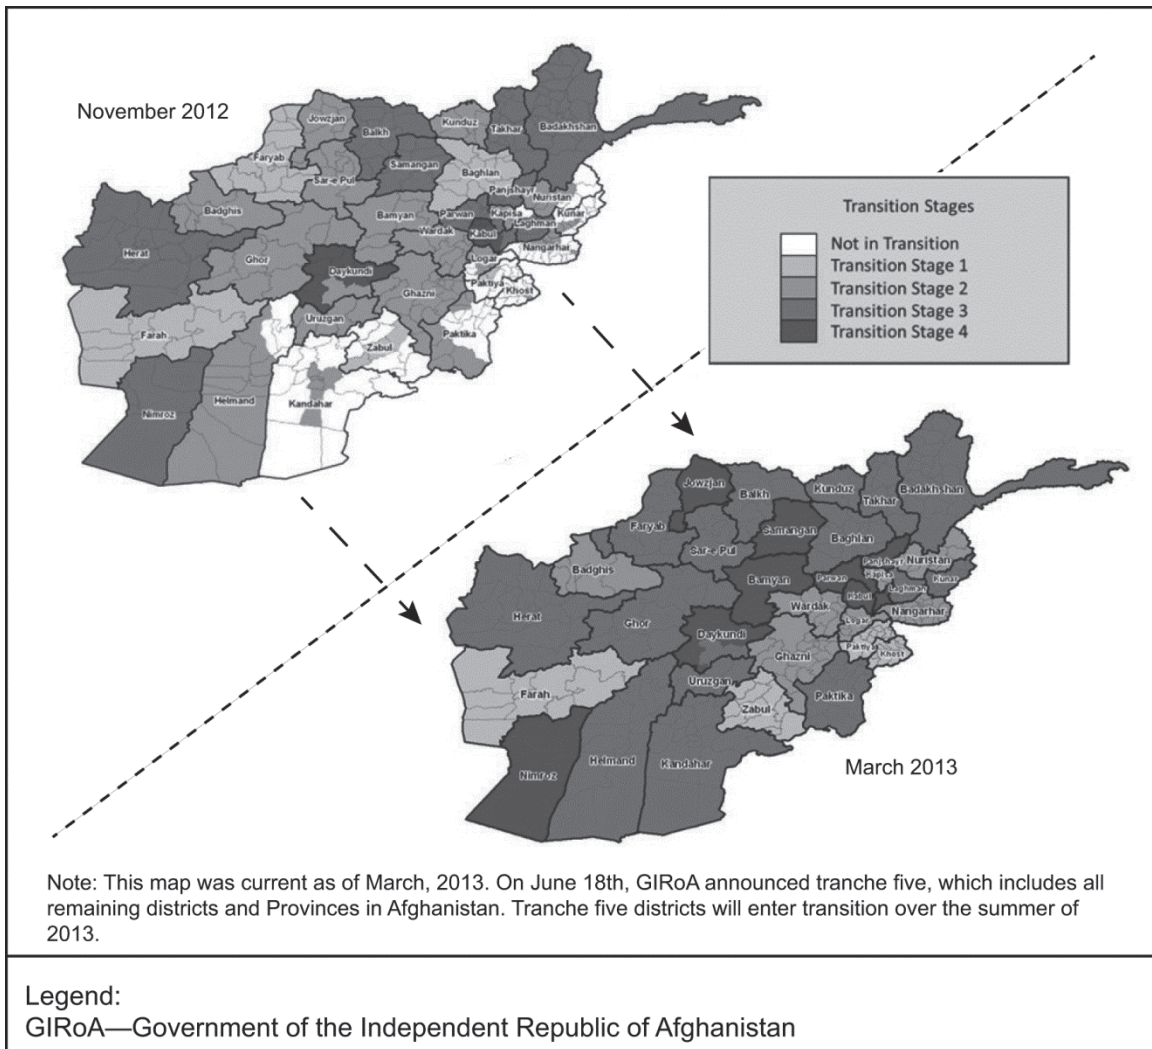 November 2012
Jowzjan
Balkh
Kunduz
Takhar
Badakhshan
Faryab
Samangan
Baghlan
Sar-e Pul
Panjshayr
Nuristan
Badghis
Bamyan
Parwan
Kapisa
Kunar
Laghman
Wardak
Kabul
Herat
Nangarhar
Ghor
Logar
Daykundi
Paktiya
Ghazni
Khost
Uruzgan
Farah
Zabul
Paktika
Nimroz
Helmand
Kandahar
Transition Stages
Not in Transition
Transition Stage 1
Transition Stage 2
Transition Stage 3
Transition Stage 4
Jowzjan
Balkh
Kunduz
Takhar
Badakhshan
Faryab
Samangan
Baghlan
Sar-e Pul
Panjshayr
Nuristan
Badghis
Bamyan
Parwan
Kapisa
Kunar
Laghman
Wardak
Kabul
Nangarhar
Herat
Ghor
Logar
Daykundi
Paktiya
Ghazni
Khost
Uruzgan
Farah
Zabul
Paktika
Nimroz
Helmand
Kandahar
March 2013
Note: This map was current as of March, 2013. On June 18th, GIRoA announced tranche five, which includes all
remaining districts and Provinces in Afghanistan. Tranche five districts will enter transition over the summer of
2013.
Legend:
GIRoA—Government of the Independent Republic of Afghanistan